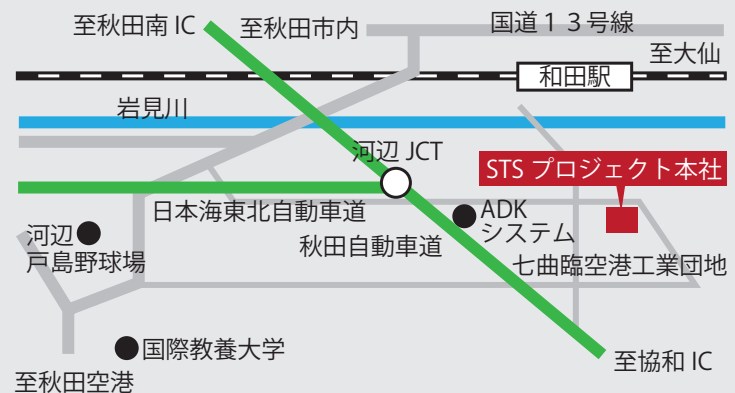 至秋田南 IC
至秋田市内
国道１３号線
至大仙
和田駅
岩見川
河辺 JCT
STS プロジェクト本社
日本海東北自動車道
ADK
システム
河辺
戸島野球場
秋田自動車道
七曲臨空港工業団地
国際教養大学
至協和 IC
至秋田空港